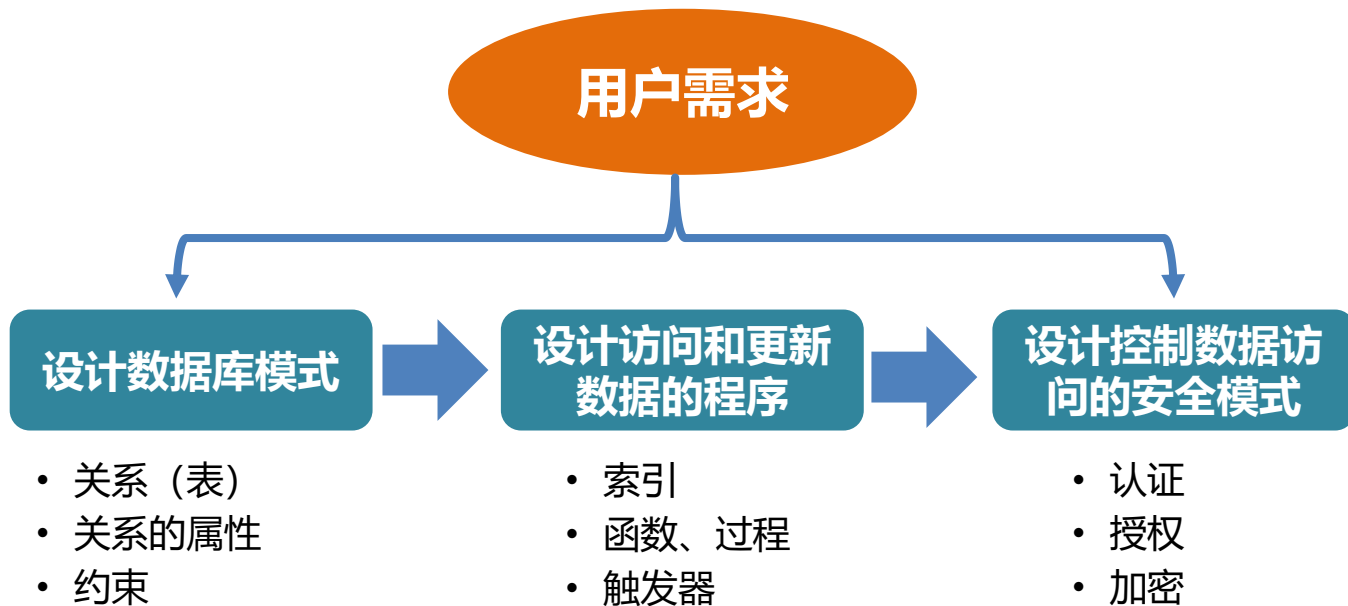 用户需求
设计数据库模式
设计访问和更新
数据的程序
设计控制数据访
问的安全模式
• 关系（表）
• 关系的属性
• 约束
• 索引
• 函数、过程
• 触发器
• 认证
• 授权
• 加密